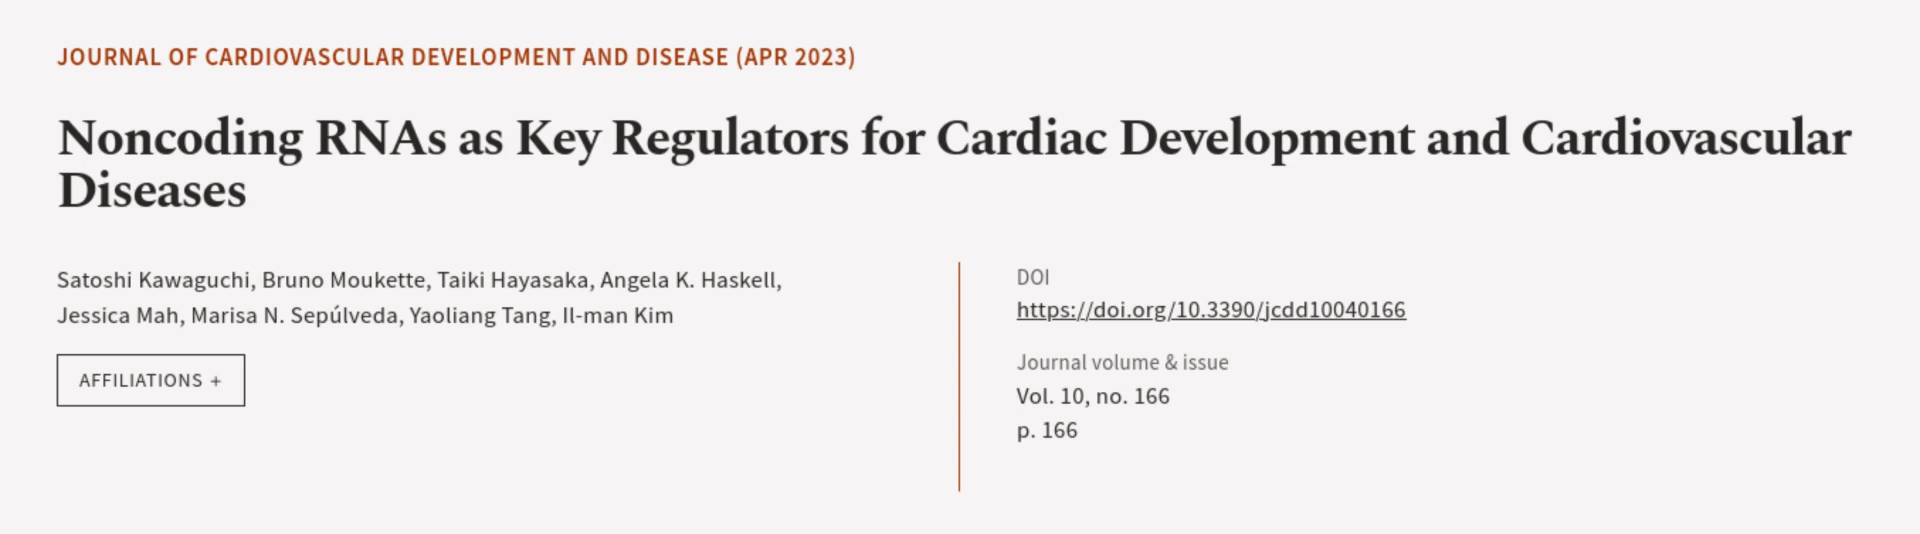 JOURNAL OF CARDIOVASCULAR DEVELOPMENT AND DISEASE (APR 2023)
Noncoding RNAs as Key Regulators for Cardiac Development and Cardiovascular
Diseases
Satoshi Kawaguchi, Bruno Moukette, Taiki Hayasaka, Angela K. Haskell,
Jessica Mah, Marisa N. Sepúlveda, Yaoliang Tang, Il-man Kim
AFFILIATIONS +
DOI
https://doi.org/10.3390/jcdd10040166
Journal volume & issue
Vol. 10, no. 166
p. 166